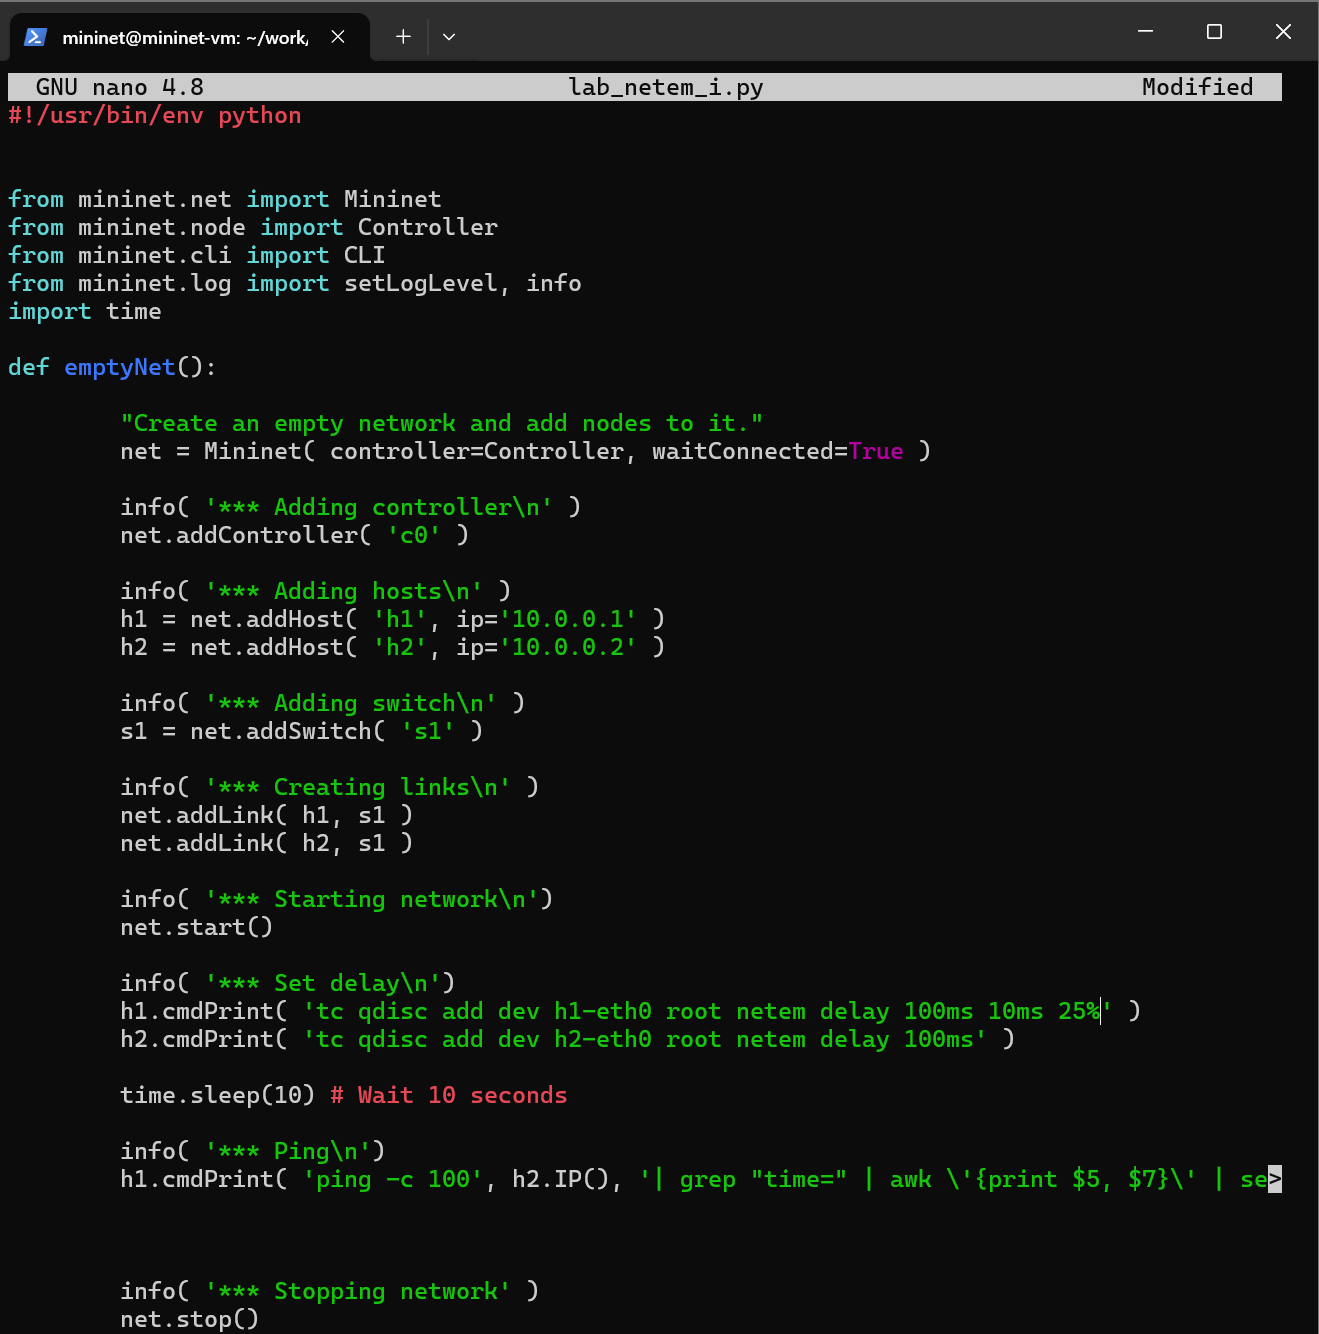 mininet@mininet-vm: ~/work,
GNU nano 4.8 lab_netem_i.py Modified
#!/usr/bin/env python
from mininet.net import Mininet
from mininet.node import Controller
from mininet.cli import CLI
from mininet.log import setLogLevel, info
import time
def emptyNet():
"Create an empty network and add nodes to it."
net = Mininet( controller=Controller, waitConnected=True )
info( '*** Adding controller\n' )
net.addController( 'c0' )
info( '*** Adding hosts\n' )
h1 = net.addHost( 'h1', ip='10.0.0.1' )
h2 = net.addHost( 'h2', ip='10.0.0.2' )
info( '*** Adding switch\n' )
s1 = net.addSwitch( 's1' )
info( '*** Creating links\n' )
net.addLink( h1, s1 )
net.addLink( h2, s1 )
info( '*** Starting network\n')
net.start()
info( '*** Set delay\n')
h1.cmdPrint( 'tc qdisc add dev h1-eth0 root netem delay 100ms 10ms 25%' )
h2.cmdPrint( 'tc qdisc add dev h2-eth0 root netem delay 100ms' )
time.sleep(10) # Wait 10 seconds
info( '*** Ping\n')
h1.cmdPrint( 'ping -c 100', h2.IP(), '| grep "time=" | awk \'{print $5, $7}\' | se>
info( '*** Stopping network' )
net.stop()